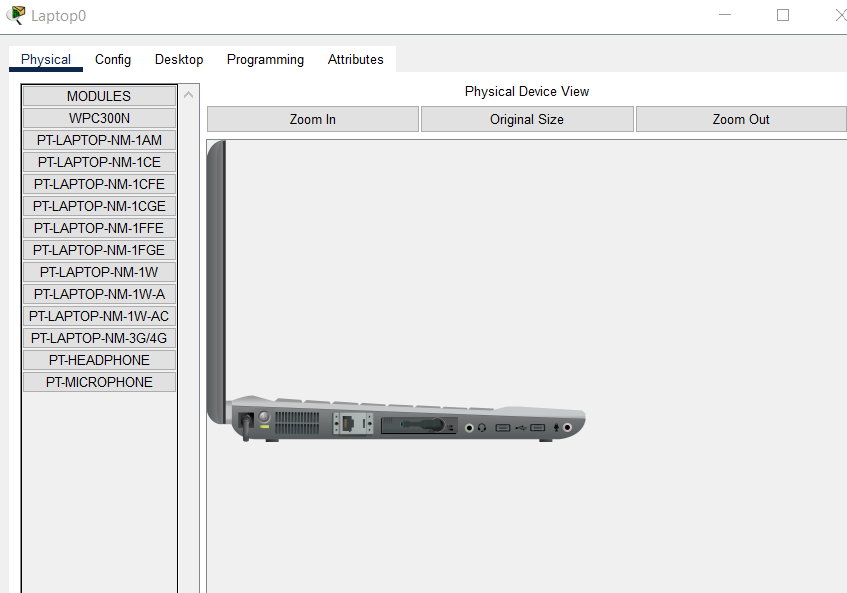 Laptop0
Physical Config Desktop Programming Attributes
MODULES
WPC300N
PT-LAPTOP-NM-1AM
PT-LAPTOP-NM-1CE
PT-LAPTOP-NM-1CFE
PT-LAPTOP-NM-1CGE
PT-LAPTOP-NM-1FFE
PT-LAPTOP-NM-1FGE
PT-LAPTOP-NM-1W
PT-LAPTOP-NM-1W-A
PT-LAPTOP-NM-1W-AC
PT-LAPTOP-NM-3G/4G
PT-HEADPHONE
PT-MICROPHONE
Physical Device View
Zoom In Original Size Zoom Out